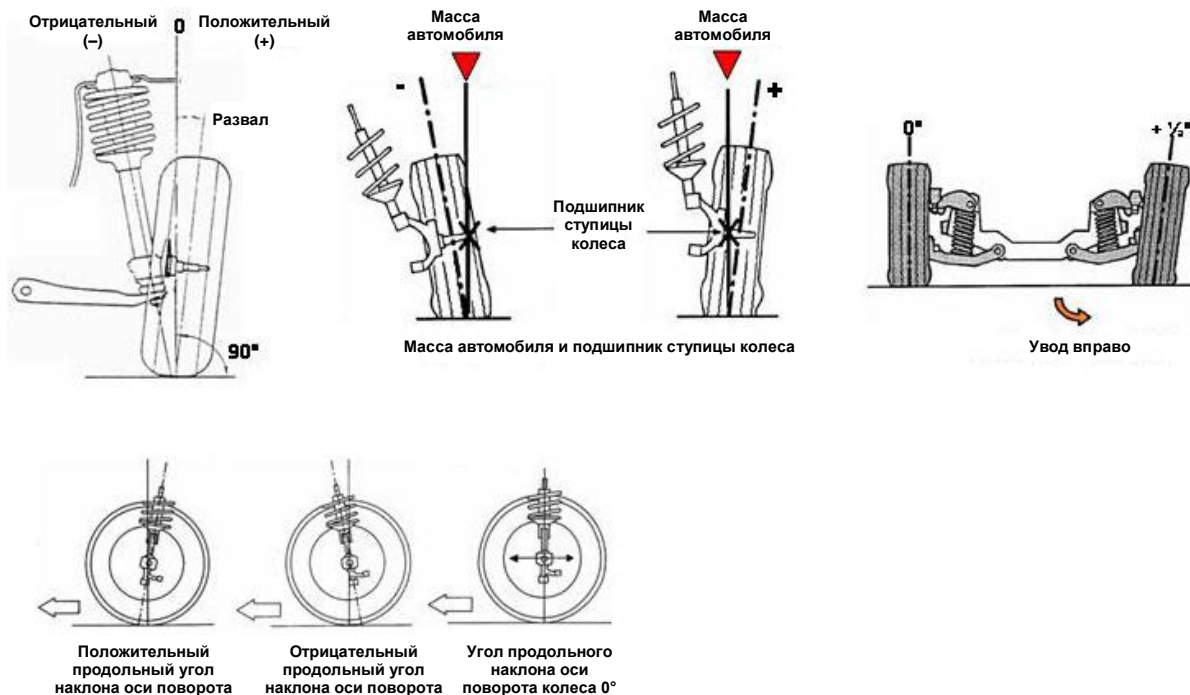 Отрицательный
(–)
0
Положительный
(+)
Развал
90°
Масса
автомобиля
-
Масса
автомобиля
+
Подшипник
ступицы
колеса
Масса автомобиля и подшипник ступицы колеса
0°
+ ½°
Увод вправо
Положительный
продольный угол
наклона оси поворота
Отрицательный
продольный угол
наклона оси поворота
Угол продольного
наклона оси
поворота колеса 0°